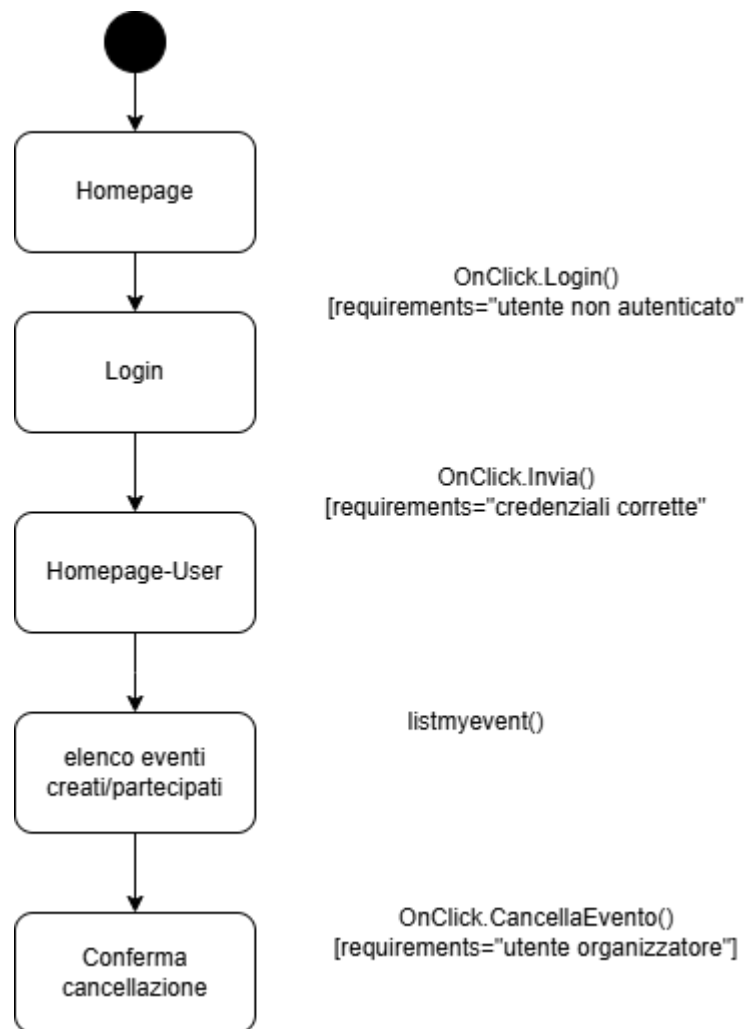 Homepage
OnClick.Login()
[requirements="utente non autenticato"
Login
OnClick.Invia()
[requirements="credenziali corrette"
Homepage-User
listmyevent()
elenco eventi
creati/partecipati
OnClick.CancellaEvento()
[requirements="utente organizzatore"]
Conferma
cancellazione